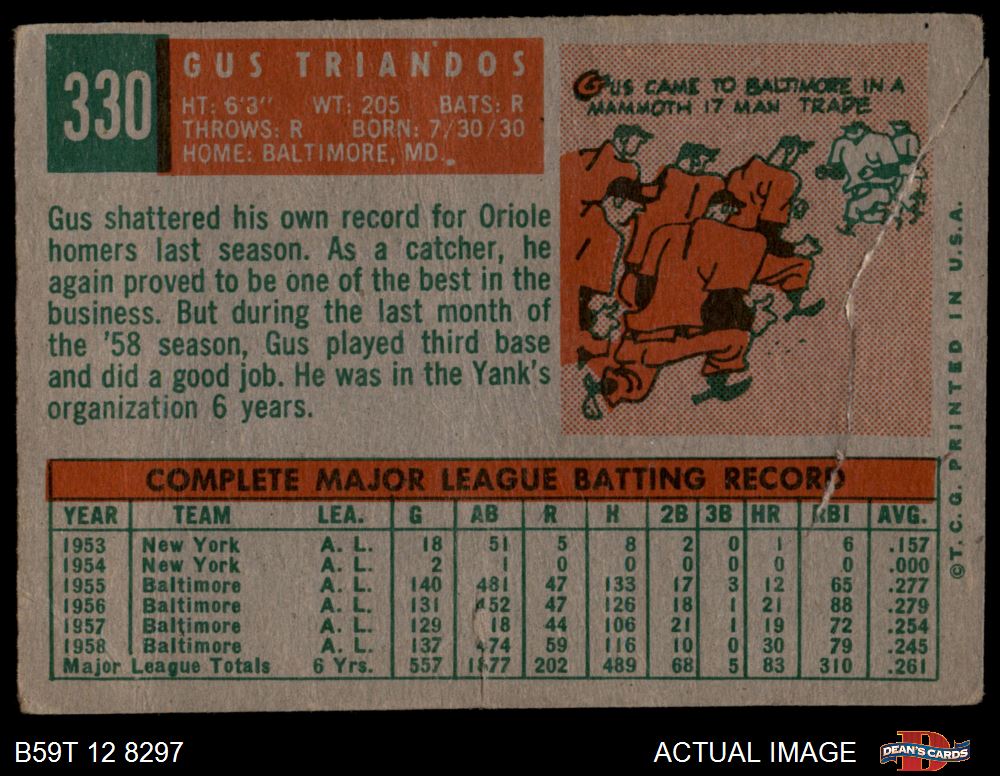 330
GUS TRIANDOS
HT: 6'3" WT: 205 BATS: R
THROWS: R BORN: 7/30/30
HOME: BALTIMORE, MD.
GUS CAME TO BALTIMORE IN A
MAMMOTH 17 MAN TRADE
Gus shattered his own record for Oriole
homers last season. As a catcher, he
again proved to be one of the best in the
business. But during the last month of
the '58 season, Gus played third base
and did a good job. He was in the Yank's
organization 6 years.
COMPLETE MAJOR LEAGUE BATTING RECORD
YEAR TEAM LEA. G AB R H 2B 3B HR RBI AVG.
1953 New York A. L. 18 51 5 8 2 0 1 6 .157
1954 New York A. L. 2 1 0 0 0 0 0 0 .000
1955 Baltimore A. L. 140 481 47 133 17 3 12 65 .277
1956 Baltimore A. L. 131 452 47 126 18 1 21 88 .279
1957 Baltimore A. L. 129 18 44 106 21 1 19 72 .254
1958 Baltimore A. L. 137 474 59 116 10 0 30 79 .245
Major League Totals 6 Yrs. 557 1877 202 489 68 5 83 310 .261
©T.C.G. PRINTED IN U.S.A.
B59T 12 8297
ACTUAL IMAGE
D
DEAN'S CARDS